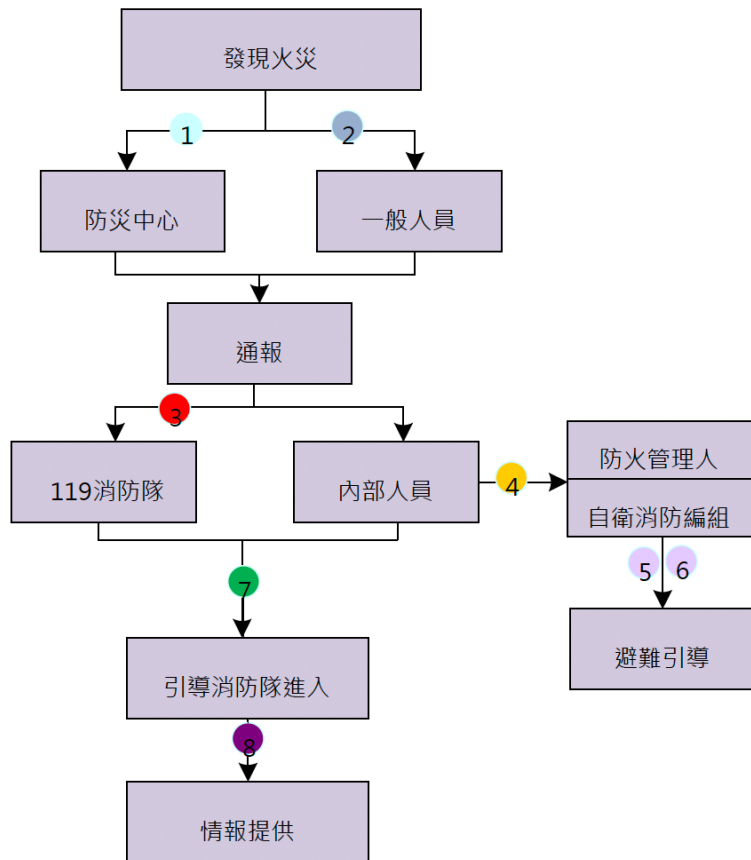 發現火災
1
2
防災中心
一般人員
通報
3
119消防隊
內部人員
4
防火管理人
自衛消防編組
5
6
7
避難引導
引導消防隊進入
8
情報提供